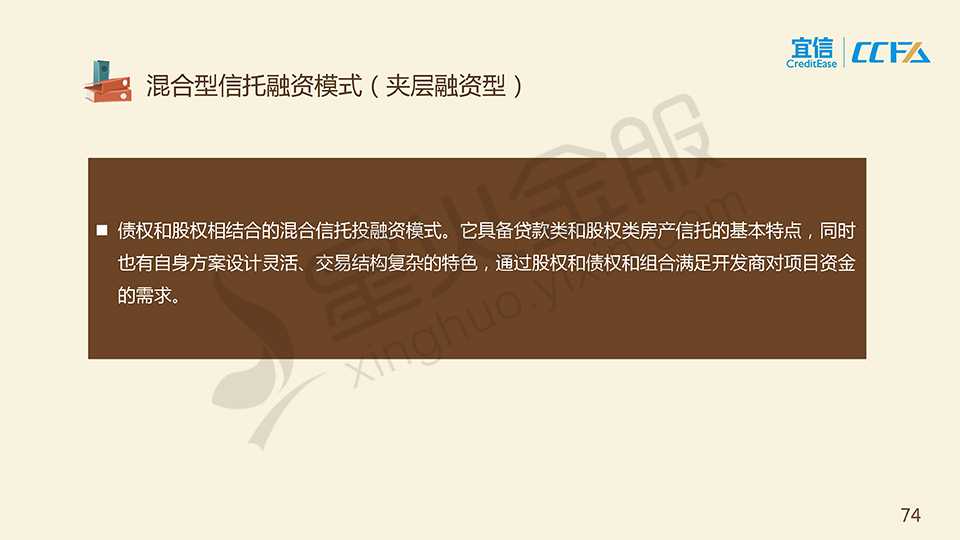 宜信
CreditEase
CCFA
混合型信托融资模式（夹层融资型）
债权和股权相结合的混合信托投融资模式。它具备贷款类和股权类房产信托的基本特点，同时
也有自身方案设计灵活、交易结构复杂的特色，通过股权和债权和组合满足开发商对项目资金
的需求。
星火金服
xinghuo.yixin.com
74